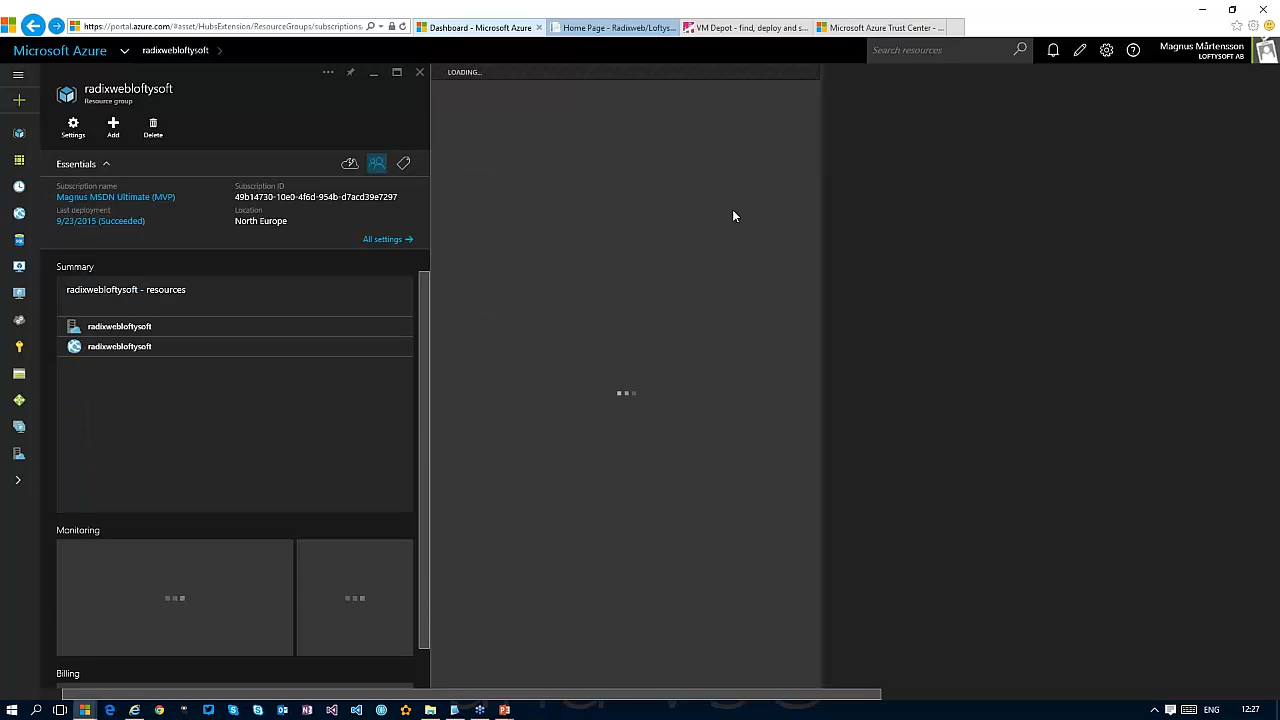 https://portal.azure.com/#asset/HubsExtension/ResourceGroups/subscriptions,
Dashboard - Microsoft Azure
Home Page - Radixweb/Loftys...
VM Depot - find, deploy and s...
Microsoft Azure Trust Center - ...
Microsoft Azure
radixwebloftysoft
Search resources
Magnus Mårtensson
LOFTYSOFT AB
LOADING...
radixwebloftysoft
Resource group
Settings
Add
Delete
Essentials
Subscription name
Subscription ID
Magnus MSDN Ultimate (MVP)
49b14730-10e0-4f6d-954b-d7acd39e7297
Last deployment
Location
9/23/2015 (Succeeded)
North Europe
All settings →
Summary
radixwebloftysoft - resources
radixwebloftysoft
radixwebloftysoft
Monitoring
Billing
ENG
12:27